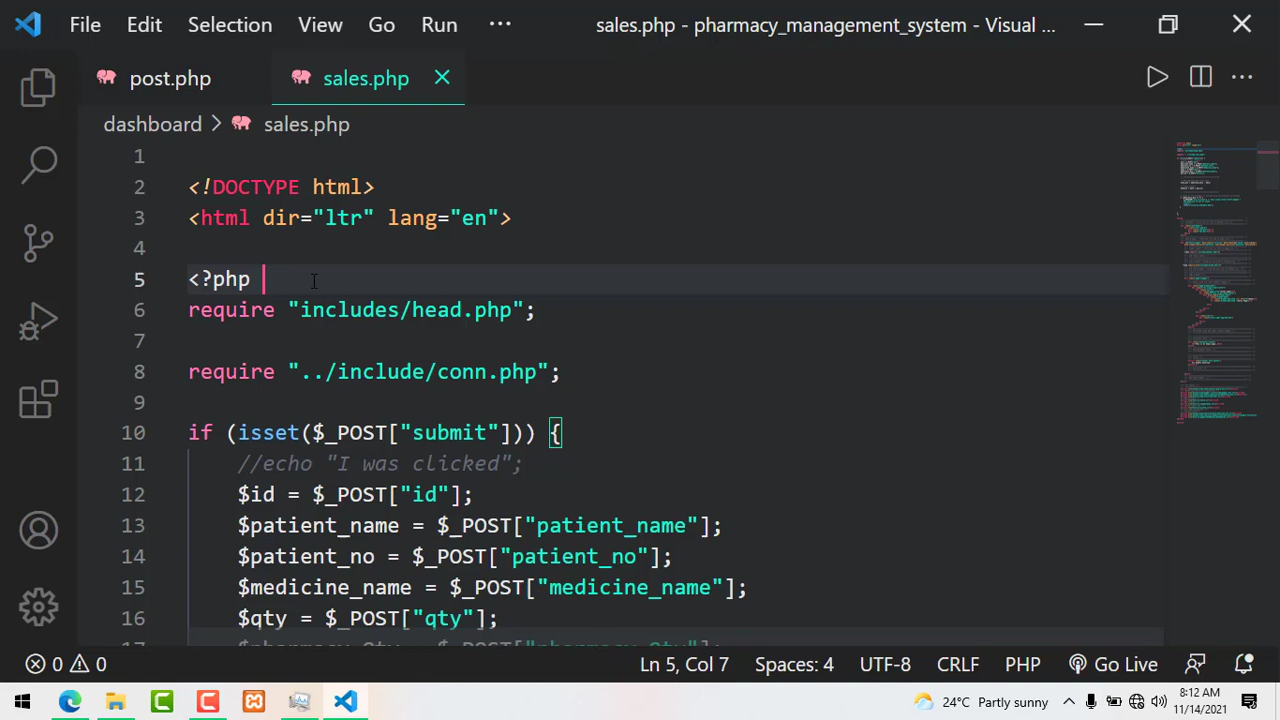 File Edit Selection View Go Run ··· sales.php - pharmacy_management_system - Visual ...
post.php sales.php
dashboard > sales.php
1
2 <!DOCTYPE html>
3 <html dir="ltr" lang="en">
4
5 <?php
6 require "includes/head.php";
7
8 require "../include/conn.php";
9
10 if (isset($_POST["submit"])) {
11 //echo "I was clicked";
12 $id = $_POST["id"];
13 $patient_name = $_POST["patient_name"];
14 $patient_no = $_POST["patient_no"];
15 $medicine_name = $_POST["medicine_name"];
16 $qty = $_POST["qty"];
0 0 Ln 5, Col 7 Spaces: 4 UTF-8 CRLF PHP Go Live
24°C Partly sunny 8:12 AM
11/14/2021